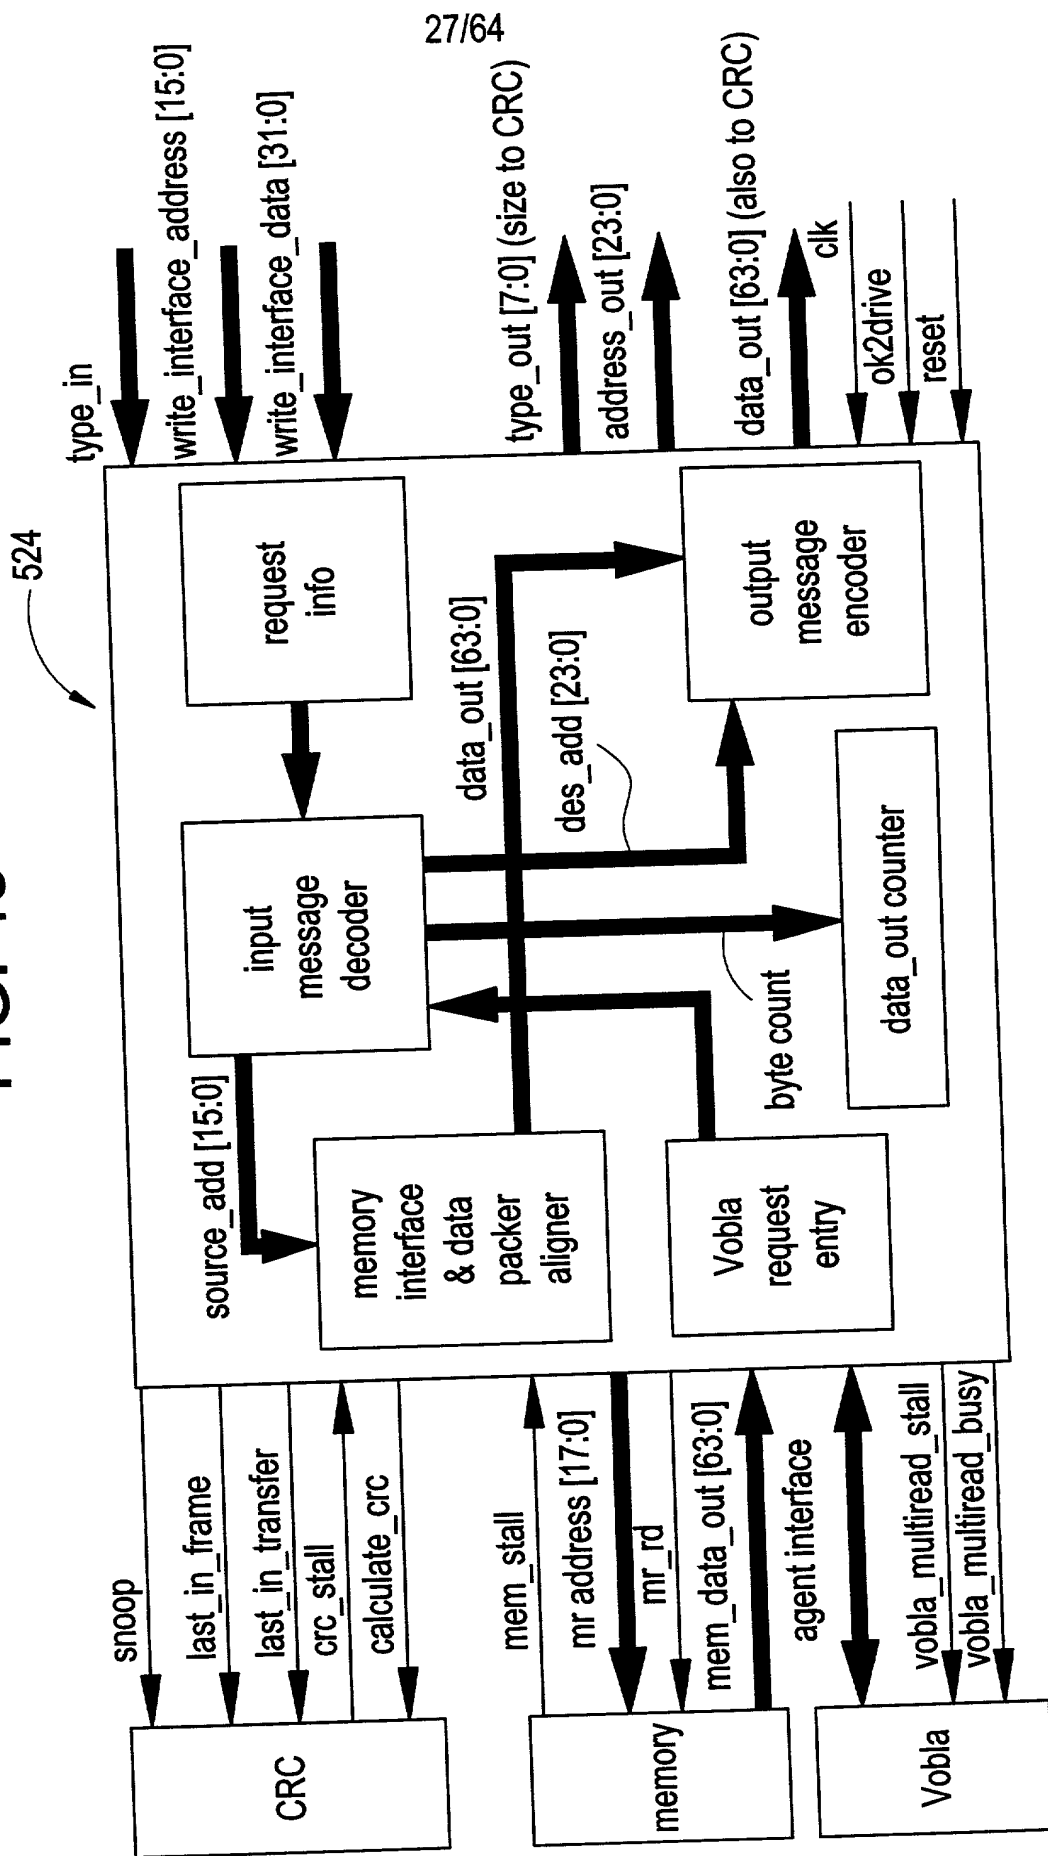 27/64
524
type_in
write_interface_address [15:0]
write_interface_data [31:0]
type_out [7:0] (size to CRC)
address_out [23:0]
data_out [63:0] (also to CRC)
clk
ok2drive
reset
request
info
input
message
decoder
data_out [63:0]
des_add [23:0]
output
message
encoder
source_add [15:0]
memory
interface & data
packer
aligner
Vobla
request
entry
byte count
data_out counter
snoop
last_in_frame
last_in_transfer
crc_stall
calculate_crc
mem_stall
mr address [17:0]
mr_rd
mem_data_out [63:0]
agent interface
vobla_multiread_stall
vobla_multiread_busy
CRC
memory
Vobla